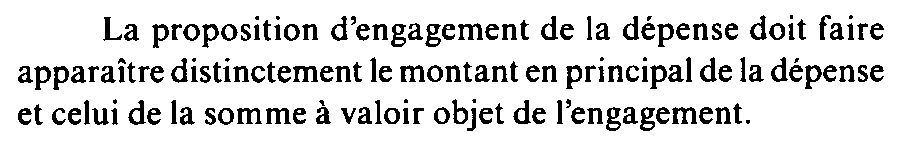 La proposition d'engagement de la dépense doit faire
apparaître distinctement le montant en principal de la dépense
et celui de la somme à valoir objet de l'engagement.